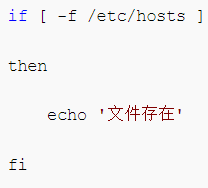 if [ -f /etc/hosts ]
then
    echo '文件存在'
fi